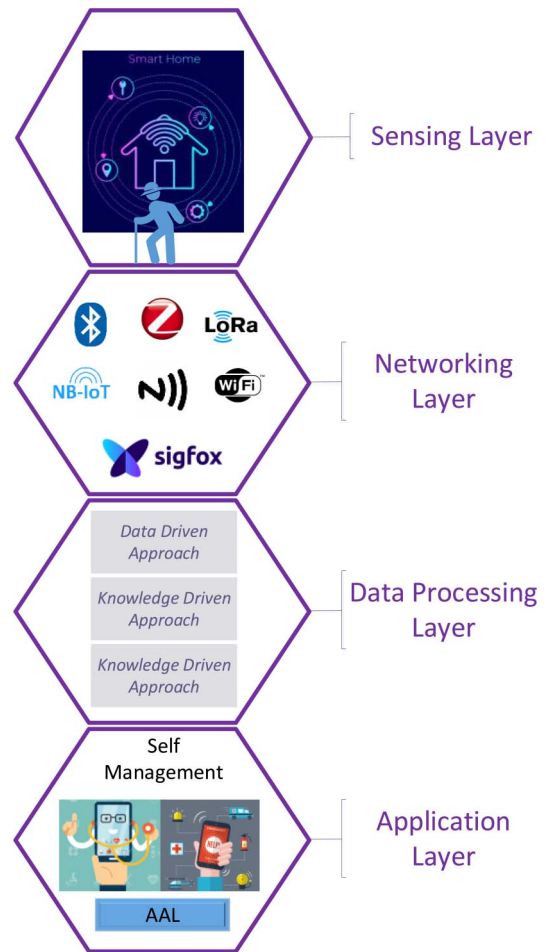 Smart Home
Sensing Layer
LoRa
NB-IoT
WiFi
sigfox
Networking
Layer
Data Driven
Approach
Knowledge Driven
Approach
Knowledge Driven
Approach
Data Processing
Layer
Self
Management
HELP!
AAL
Application
Layer